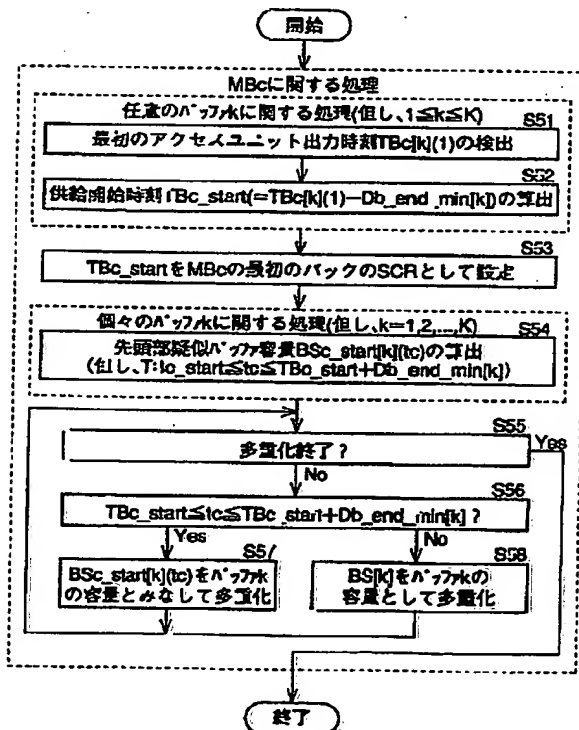 開始
MBcに関する処理
任意のバッファkに関する処理(但し、1≦k≦K)
S51
最初のアクセスユニット出力時刻TBc[k](1)の検出
S52
供給開始時刻TBc_start(=TBc[k](1)−Db_end_min[k])の算出
S53
TBc_startをMBcの最初のパックのSCRとして設定
個々のバッファkに関する処理(但し、k=1,2,...,K)
S54
先頭部疑似バッファ容量BSc_start[k](tc)の算出
(但し、TBc_start≦tc≦TBc_start+Db_end_min[k])
S55
多重化終了?
Yes
No
S56
TBc_start≦tc≦TBc_start+Db_end_min[k]?
Yes
No
S57
S58
BSc_start[k](tc)をバッファk
の容量とみなして多重化
BS[k]をバッファkの
容量として多重化
終了